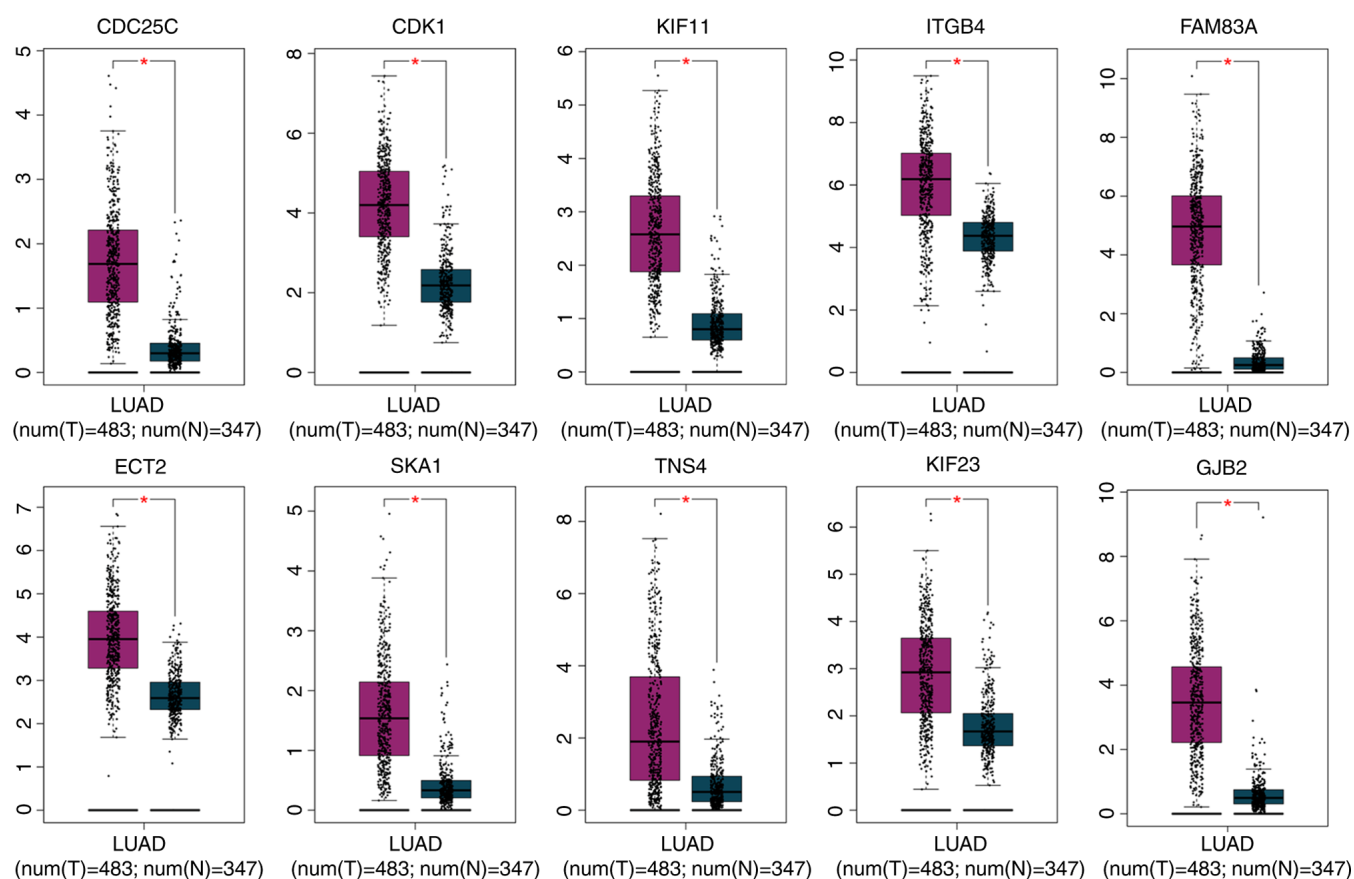 CDC25C CDK1 KIF11 ITGB4 FAM83A
* * * * *
5 4 3 2 1 0
8 6 4 2 0
6 5 4 3 2 1 0
10 8 6 4 2 0
10 8 6 4 2 0
LUAD LUAD LUAD LUAD LUAD
(num(T)=483; num(N)=347) (num(T)=483; num(N)=347) (num(T)=483; num(N)=347) (num(T)=483; num(N)=347) (num(T)=483; num(N)=347)
ECT2 SKA1 TNS4 KIF23 GJB2
* * * * *
7 6 5 4 3 2 1 0
5 4 3 2 1 0
8 6 4 2 0
6 5 4 3 2 1 0
10 8 6 4 2 0
LUAD LUAD LUAD LUAD LUAD
(num(T)=483; num(N)=347) (num(T)=483; num(N)=347) (num(T)=483; num(N)=347) (num(T)=483; num(N)=347) (num(T)=483; num(N)=347)